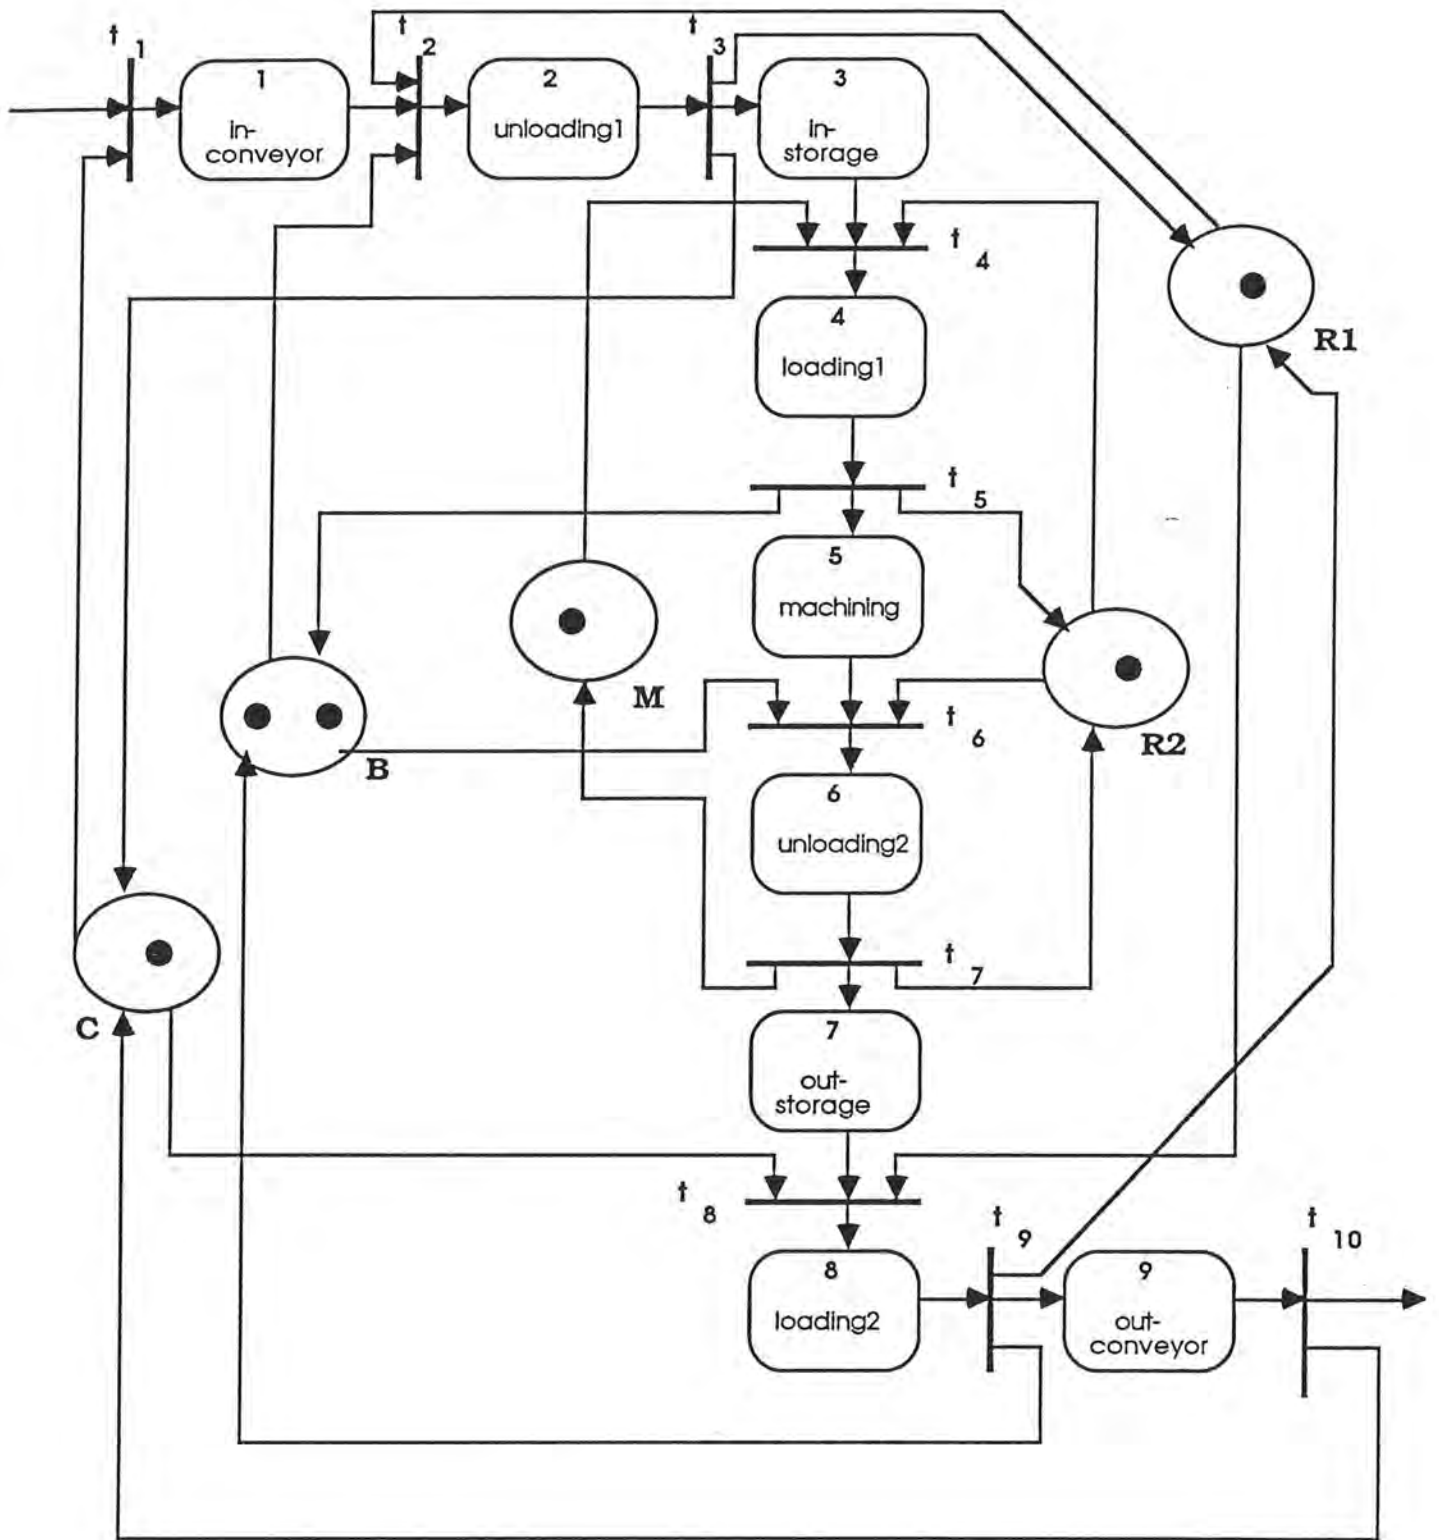 t 1
t 2
t 3
1
in-
conveyor
2
unloading1
3
in-
storage
t 4
4
loading1
R1
t 5
5
machining
M
B
t 6
R2
6
unloading2
t 7
C
7
out-
storage
t 8
t 9
t 10
8
loading2
9
out-
conveyor